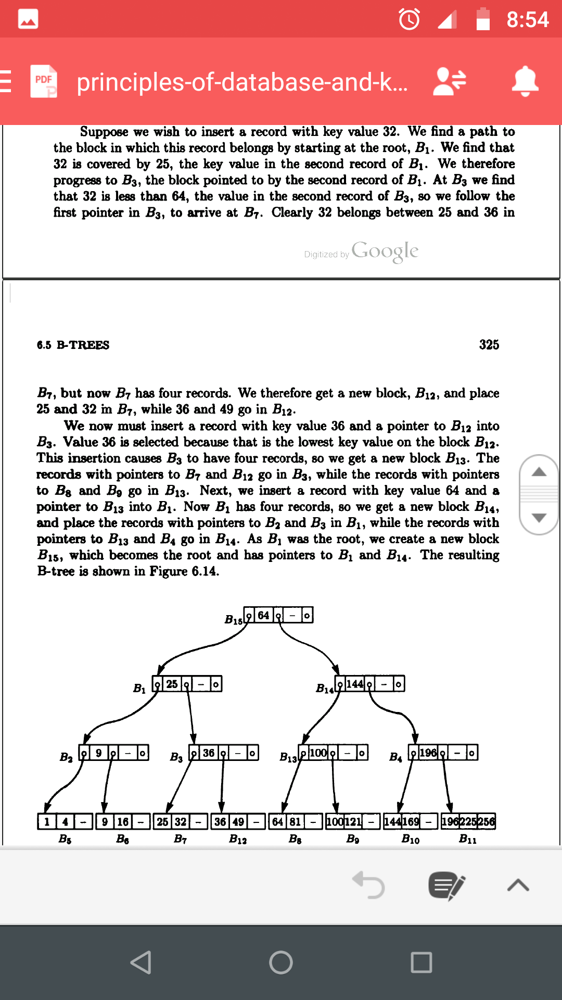 8:54
PDF
principles-of-database-and-k...
Suppose we wish to insert a record with key value 32. We find a path to
the block in which this record belongs by starting at the root, B₁. We find that
32 is covered by 25, the key value in the second record of B₁. We therefore
progress to B₃, the block pointed to by the second record of B₁. At B₃ we find
that 32 is less than 64, the value in the second record of B₃, so we follow the
first pointer in B₃, to arrive at B₇. Clearly 32 belongs between 25 and 36 in
Digitized by Google
6.5 B-TREES 325
B₇, but now B₇ has four records. We therefore get a new block, B₁₂, and place
25 and 32 in B₇, while 36 and 49 go in B₁₂.
We now must insert a record with key value 36 and a pointer to B₁₂ into
B₃. Value 36 is selected because that is the lowest key value on the block B₁₂.
This insertion causes B₃ to have four records, so we get a new block B₁₃. The
records with pointers to B₇ and B₁₂ go in B₃, while the records with pointers
to B₈ and B₉ go in B₁₃. Next, we insert a record with key value 64 and a
pointer to B₁₃ into B₁. Now B₁ has four records, so we get a new block B₁₄,
and place the records with pointers to B₂ and B₃ in B₁, while the records with
pointers to B₁₃ and B₄ go in B₁₄. As B₁ was the root, we create a new block
B₁₅, which becomes the root and has pointers to B₁ and B₁₄. The resulting
B-tree is shown in Figure 6.14.
B₁₅ 64 –
B₁ 25 – B₁₄ 144 –
B₂ 9 – B₃ 36 – B₁₃ 100 – B₄ 196 –
1 4 – 9 16 – 25 32 – 36 49 – 64 81 – 100 121 – 144 169 – 196 225 256
B₅ B₆ B₇ B₁₂ B₈ B₉ B₁₀ B₁₁